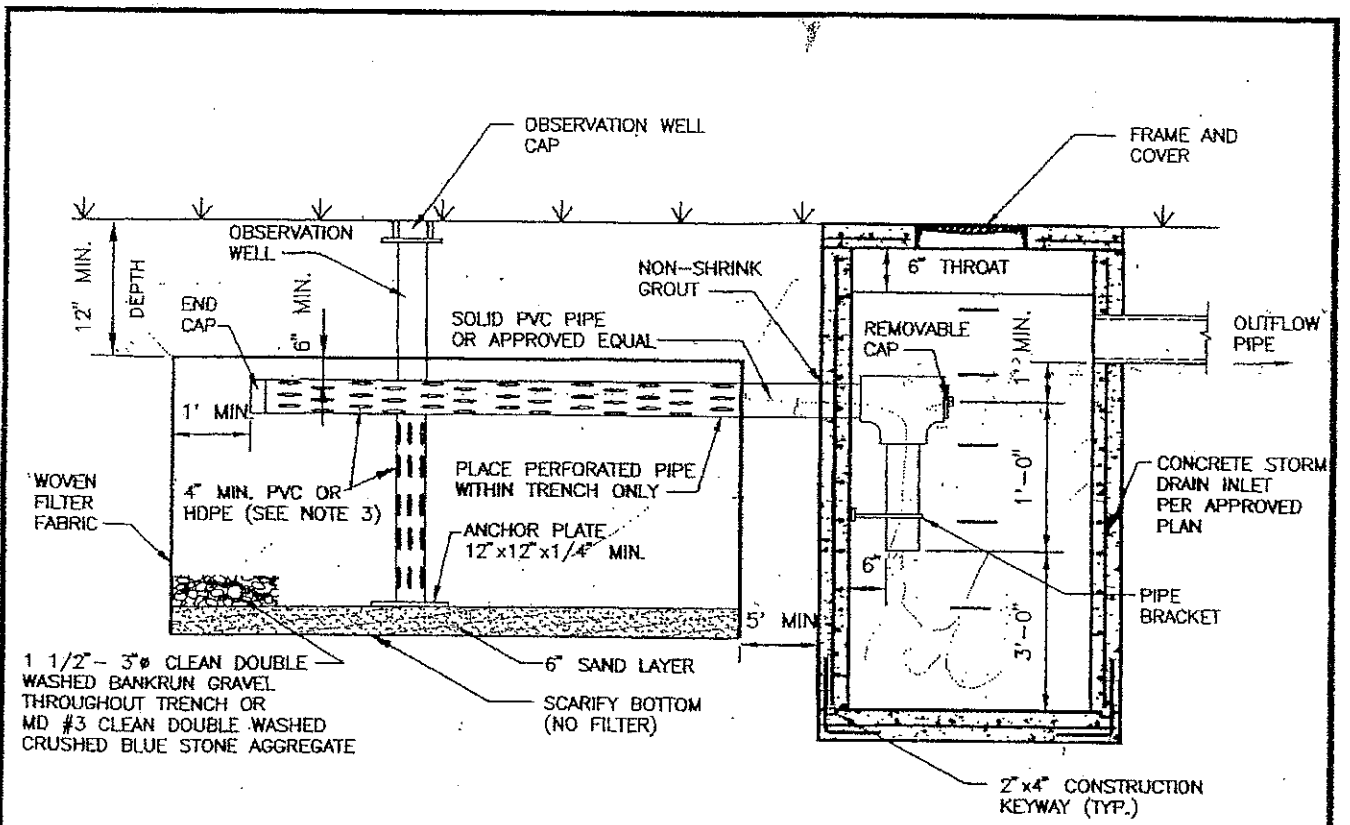 OBSERVATION WELL
CAP
FRAME AND
COVER
12" MIN.
DEPTH
OBSERVATION
WELL
6" MIN.
END
CAP
SOLID PVC PIPE
OR APPROVED EQUAL
NON-SHRINK
GROUT
6" THROAT
REMOVABLE
CAP
MIN.
OUTFLOW
PIPE
1' MIN
WOVEN
FILTER
FABRIC
4" MIN. PVC OR
HDPE (SEE NOTE 3)
PLACE PERFORATED PIPE
WITHIN TRENCH ONLY
ANCHOR PLATE
12"x12"x1/4" MIN.
1'-0"
CONCRETE STORM
DRAIN INLET
PER APPROVED
PLAN
6"
PIPE
BRACKET
5' MIN
3'-0"
1 1/2"- 3"ø CLEAN DOUBLE
WASHED BANKRUN GRAVEL
THROUGHOUT TRENCH OR
MD #3 CLEAN DOUBLE WASHED
CRUSHED BLUE STONE AGGREGATE
6" SAND LAYER
SCARIFY BOTTOM
(NO FILTER)
2"x4" CONSTRUCTION
KEYWAY (TYP.)